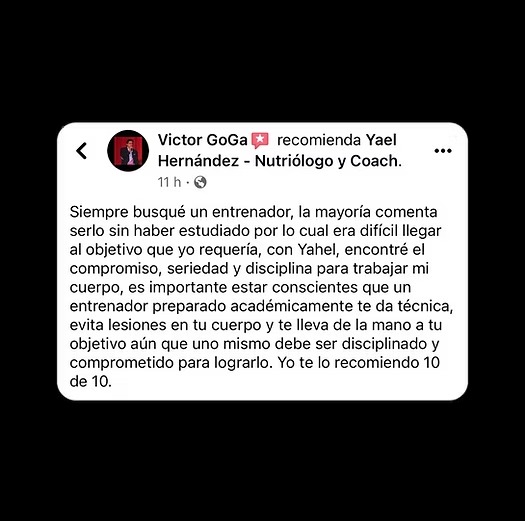 Victor GoGa recomienda Yael
Hernández - Nutriólogo y Coach.
11 h ·
Siempre busqué un entrenador, la mayoría comenta
serlo sin haber estudiado por lo cual era difícil llegar
al objetivo que yo requería, con Yahel, encontré el
compromiso, seriedad y disciplina para trabajar mi
cuerpo, es importante estar conscientes que un
entrenador preparado académicamente te da técnica,
evita lesiones en tu cuerpo y te lleva de la mano a tu
objetivo aún que uno mismo debe ser disciplinado y
comprometido para lograrlo. Yo te lo recomiendo 10
de 10.